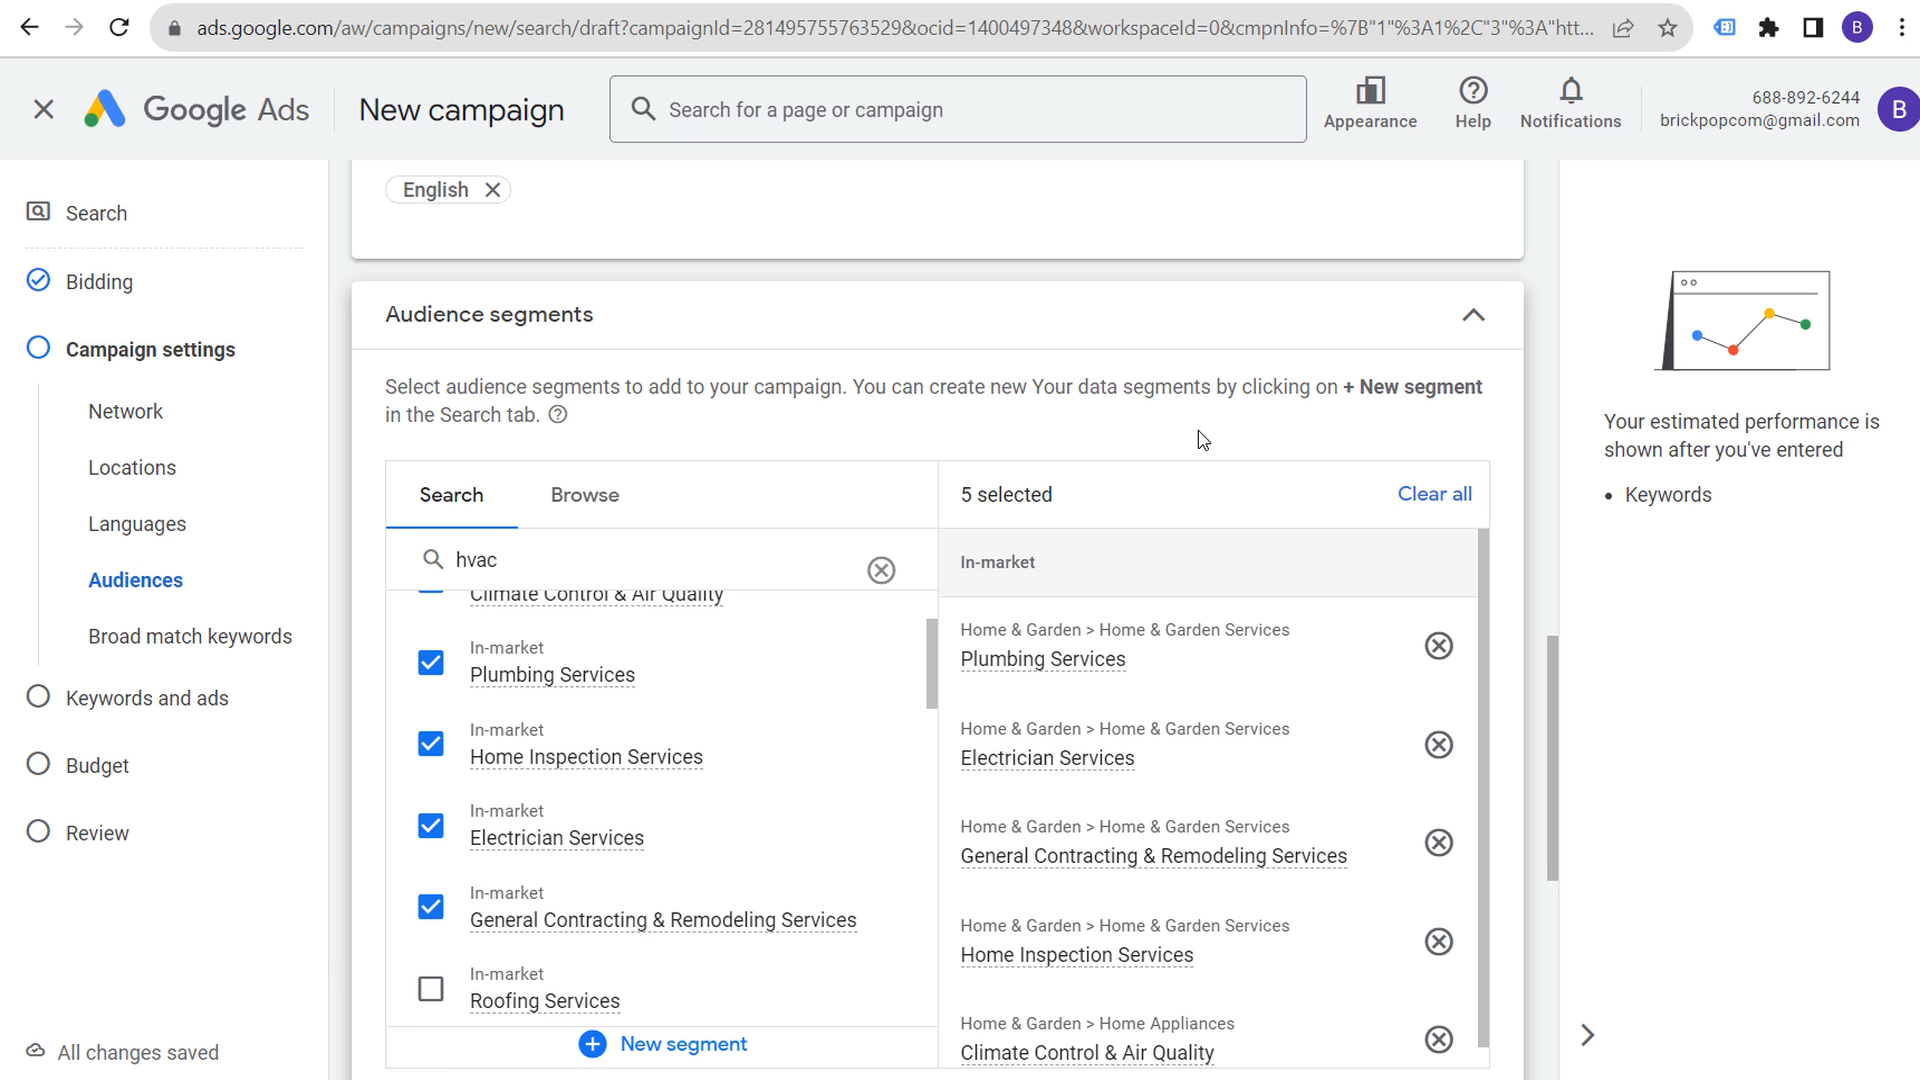 ads.google.com/aw/campaigns/new/search/draft?campaignId=281495755763529&ocid=1400497348&workspaceId=0&cmpnInfo=%7B"1"%3A1%2C"3"%3A"htt...
B
Google Ads
New campaign
Search for a page or campaign
Appearance
Help
Notifications
688-892-6244
brickpopcom@gmail.com
B
Search
Bidding
Campaign settings
Network
Locations
Languages
Audiences
Broad match keywords
Keywords and ads
Budget
Review
All changes saved
English
Audience segments
Select audience segments to add to your campaign. You can create new Your data segments by clicking on + New segment
in the Search tab.
Search
Browse
hvac
Climate Control & Air Quality
In-market
Plumbing Services
In-market
Home Inspection Services
In-market
Electrician Services
In-market
General Contracting & Remodeling Services
In-market
Roofing Services
New segment
5 selected
Clear all
In-market
Home & Garden > Home & Garden Services
Plumbing Services
Home & Garden > Home & Garden Services
Electrician Services
Home & Garden > Home & Garden Services
General Contracting & Remodeling Services
Home & Garden > Home & Garden Services
Home Inspection Services
Home & Garden > Home Appliances
Climate Control & Air Quality
Your estimated performance is
shown after you've entered
• Keywords